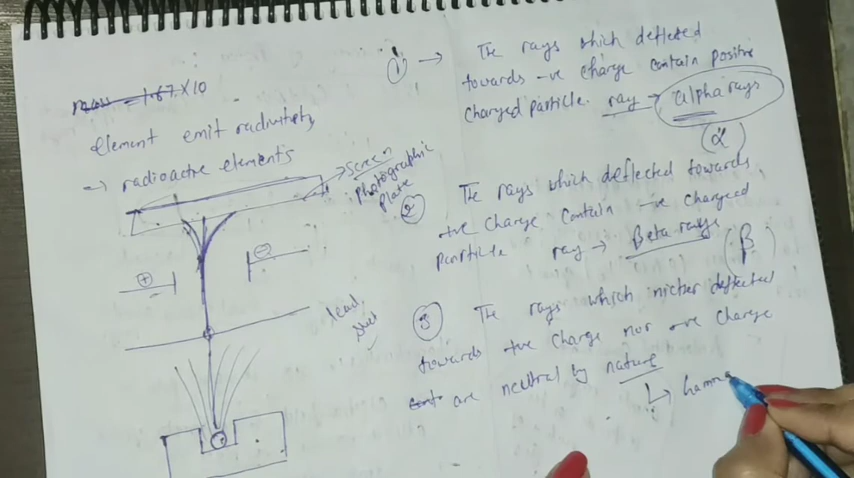 mass = 1.67 × 10
element emit radiation,
→ radioactive elements
Screen
Photographic
Plate
⊕
⊖
lead
① → The rays which deflected
towards -ve charge contain positive
charged particle. ray → alpha rays
(α)
② The rays which deflected towards
+ve charge contain -ve charged
particle ray → Beta rays
(β)
③ The rays which deflected
towards +ve charge nor -ve charge
are neutral by nature
↳ Gamma